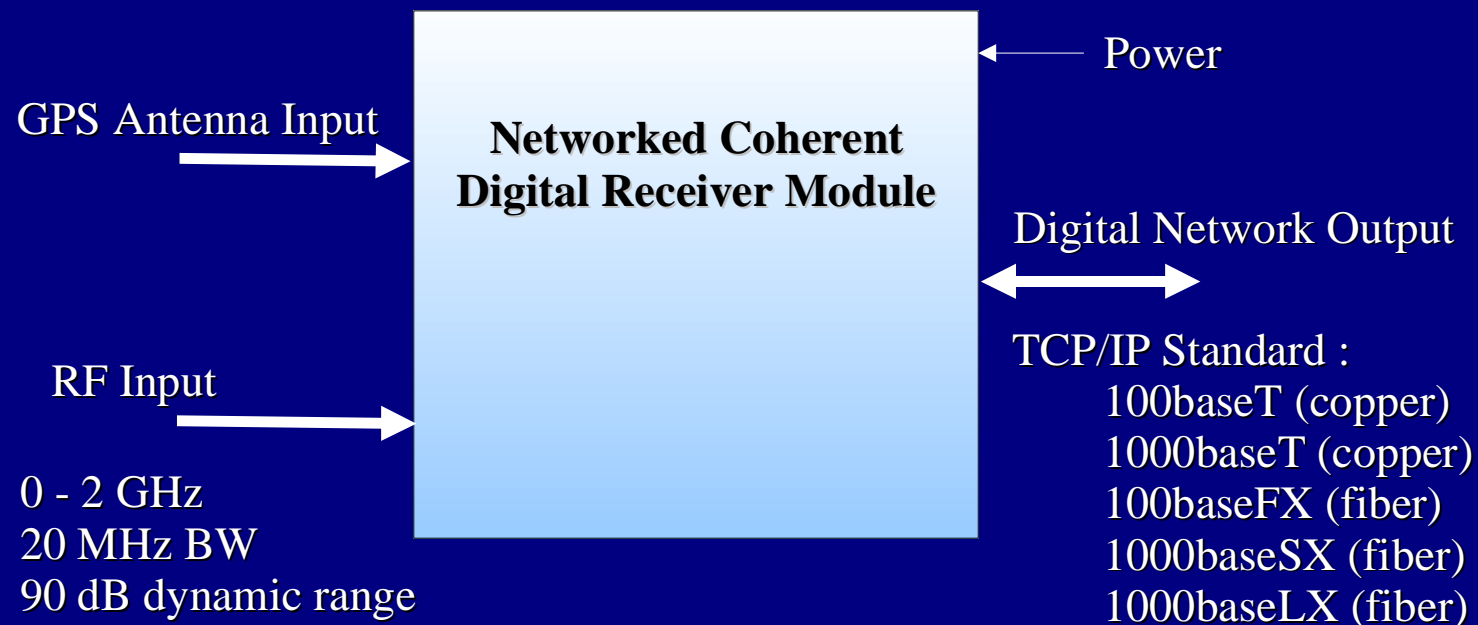 GPS Antenna Input
RF Input
0 - 2 GHz
20 MHz BW
90 dB dynamic range
Networked Coherent
Digital Receiver Module
Power
Digital Network Output
TCP/IP Standard :
100baseT (copper)
1000baseT (copper)
100baseFX (fiber)
1000baseSX (fiber)
1000baseLX (fiber)